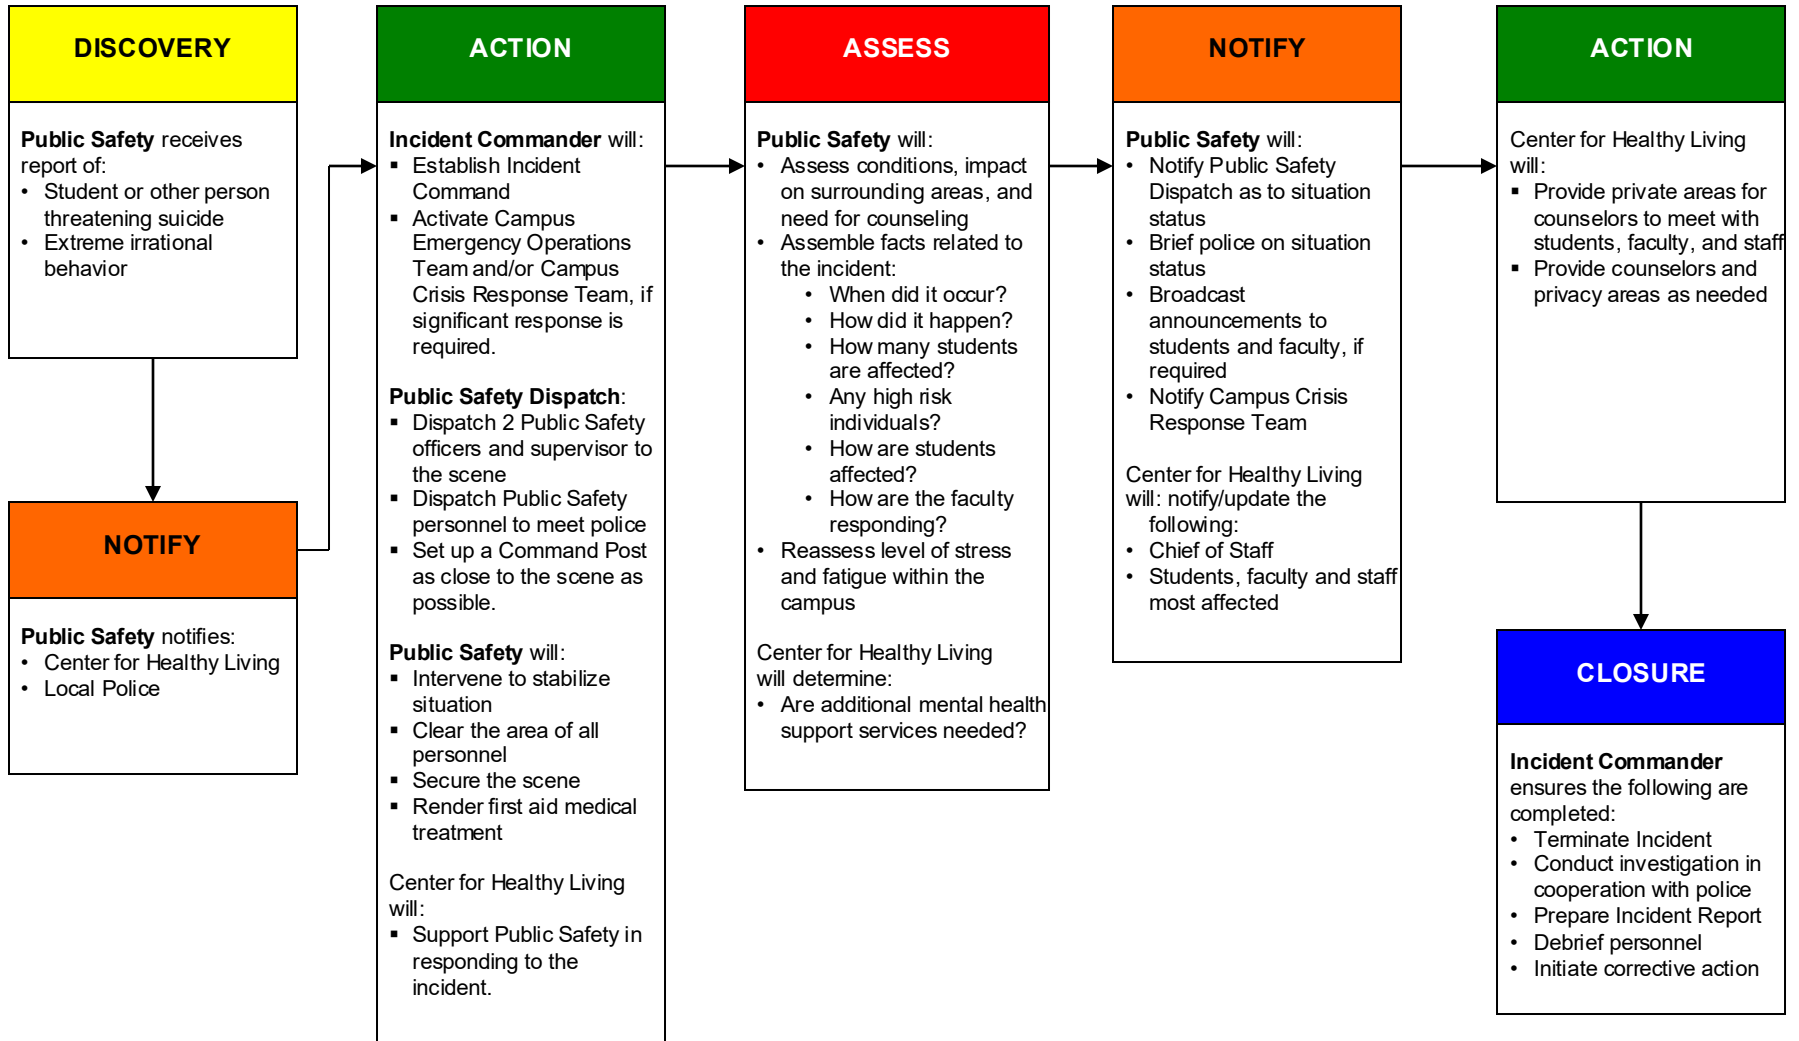 DISCOVERY
Public Safety receives
report of:
• Student or other person
threatening suicide
• Extreme irrational
behavior
NOTIFY
Public Safety notifies:
• Center for Healthy Living
• Local Police
ACTION
Incident Commander will:
▪ Establish Incident
Command
▪ Activate Campus
Emergency Operations
Team and/or Campus
Crisis Response Team, if
significant response is
required.
Public Safety Dispatch:
▪ Dispatch 2 Public Safety
officers and supervisor to
the scene
▪ Dispatch Public Safety
personnel to meet police
▪ Set up a Command Post
as close to the scene as
possible.
Public Safety will:
▪ Intervene to stabilize
situation
▪ Clear the area of all
personnel
▪ Secure the scene
▪ Render first aid medical
treatment
Center for Healthy Living
will:
▪ Support Public Safety in
responding to the
incident.
ASSESS
Public Safety will:
• Assess conditions, impact
on surrounding areas, and
need for counseling
• Assemble facts related to
the incident:
• When did it occur?
• How did it happen?
• How many students
are affected?
• Any high risk
individuals?
• How are students
affected?
• How are the faculty
responding?
• Reassess level of stress
and fatigue within the
campus
Center for Healthy Living
will determine:
• Are additional mental health
support services needed?
NOTIFY
Public Safety will:
• Notify Public Safety
Dispatch as to situation
status
• Brief police on situation
status
• Broadcast
announcements to
students and faculty, if
required
• Notify Campus Crisis
Response Team
Center for Healthy Living
will: notify/update the
following:
• Chief of Staff
• Students, faculty and staff
most affected
ACTION
Center for Healthy Living
will:
▪ Provide private areas for
counselors to meet with
students, faculty, and staff
▪ Provide counselors and
privacy areas as needed
CLOSURE
Incident Commander
ensures the following are
completed:
• Terminate Incident
• Conduct investigation in
cooperation with police
• Prepare Incident Report
• Debrief personnel
• Initiate corrective action